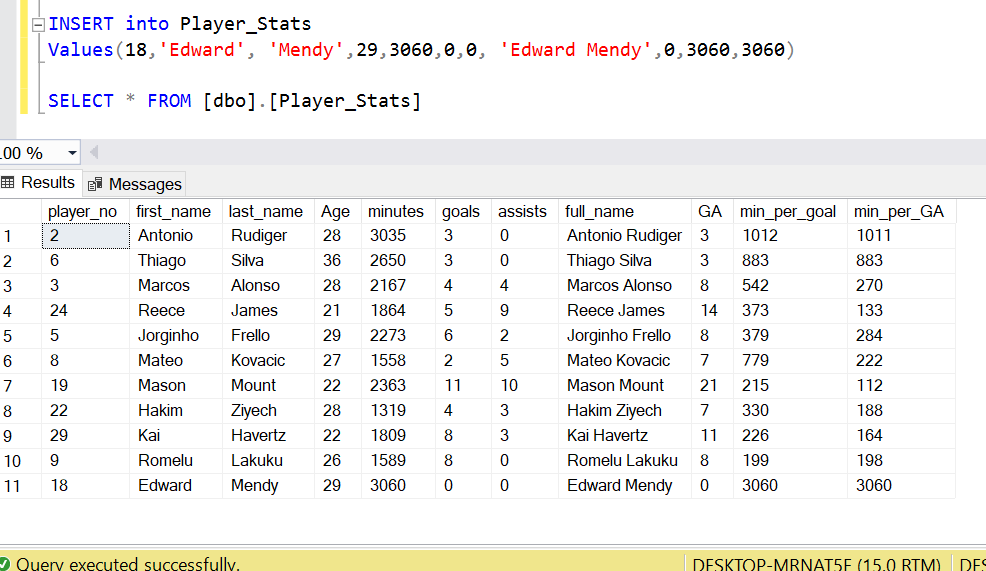 INSERT into Player_Stats
Values(18,'Edward', 'Mendy',29,3060,0,0, 'Edward Mendy',0,3060,3060)
SELECT * FROM [dbo].[Player_Stats]
.00 %
Results Messages
player_no first_name last_name Age minutes goals assists full_name GA min_per_goal min_per_GA
1 2 Antonio Rudiger 28 3035 3 0 Antonio Rudiger 3 1012 1011
2 6 Thiago Silva 36 2650 3 0 Thiago Silva 3 883 883
3 3 Marcos Alonso 28 2167 4 4 Marcos Alonso 8 542 270
4 24 Reece James 21 1864 5 9 Reece James 14 373 133
5 5 Jorginho Frello 29 2273 6 2 Jorginho Frello 8 379 284
6 8 Mateo Kovacic 27 1558 2 5 Mateo Kovacic 7 779 222
7 19 Mason Mount 22 2363 11 10 Mason Mount 21 215 112
8 22 Hakim Ziyech 28 1319 4 3 Hakim Ziyech 7 330 188
9 29 Kai Havertz 22 1809 8 3 Kai Havertz 11 226 164
10 9 Romelu Lakuku 26 1589 8 0 Romelu Lakuku 8 199 198
11 18 Edward Mendy 29 3060 0 0 Edward Mendy 0 3060 3060
Query executed successfully. DESKTOP-MRNAT5F (15.0 RTM)